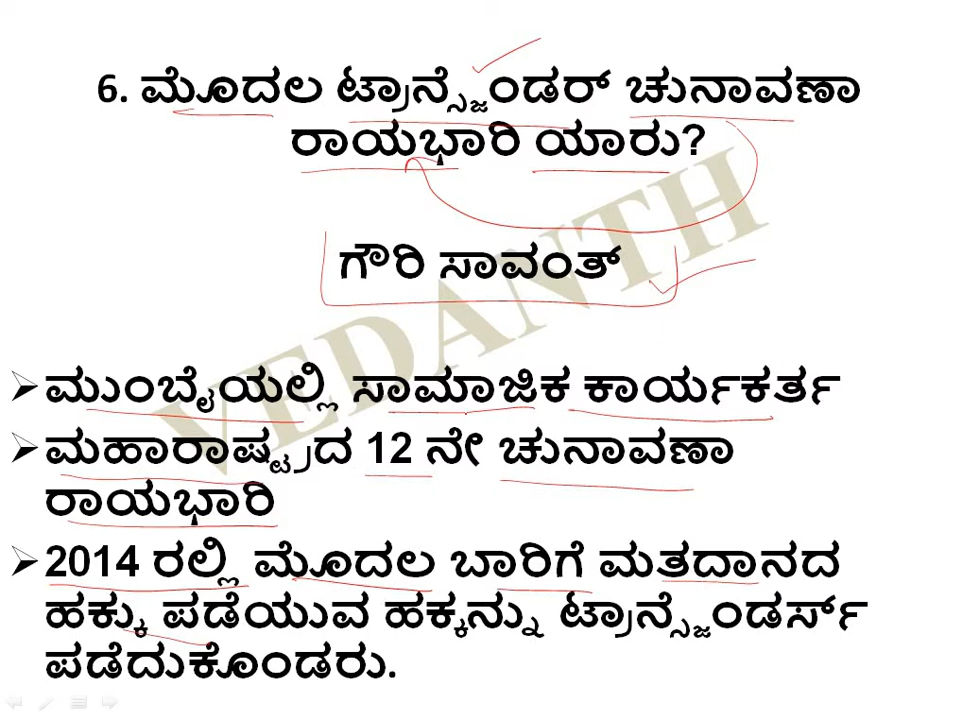 6. ಮೊದಲ ಟ್ರಾನ್ಸ್ಜೆಂಡರ್ ಚುನಾವಣಾ
ರಾಯಭಾರಿ ಯಾರು?
ಗೌರಿ ಸಾವಂತ್
VEDANTH
ಮುಂಬೈಯಲ್ಲಿ ಸಾಮಾಜಿಕ ಕಾರ್ಯಕರ್ತ
ಮಹಾರಾಷ್ಟ್ರದ 12 ನೇ ಚುನಾವಣಾ
ರಾಯಭಾರಿ
2014 ರಲ್ಲಿ ಮೊದಲ ಬಾರಿಗೆ ಮತದಾನದ
ಹಕ್ಕು ಪಡೆಯುವ ಹಕ್ಕನ್ನು ಟ್ರಾನ್ಸ್ಜೆಂಡರ್ಸ್
ಪಡೆದುಕೊಂಡರು.